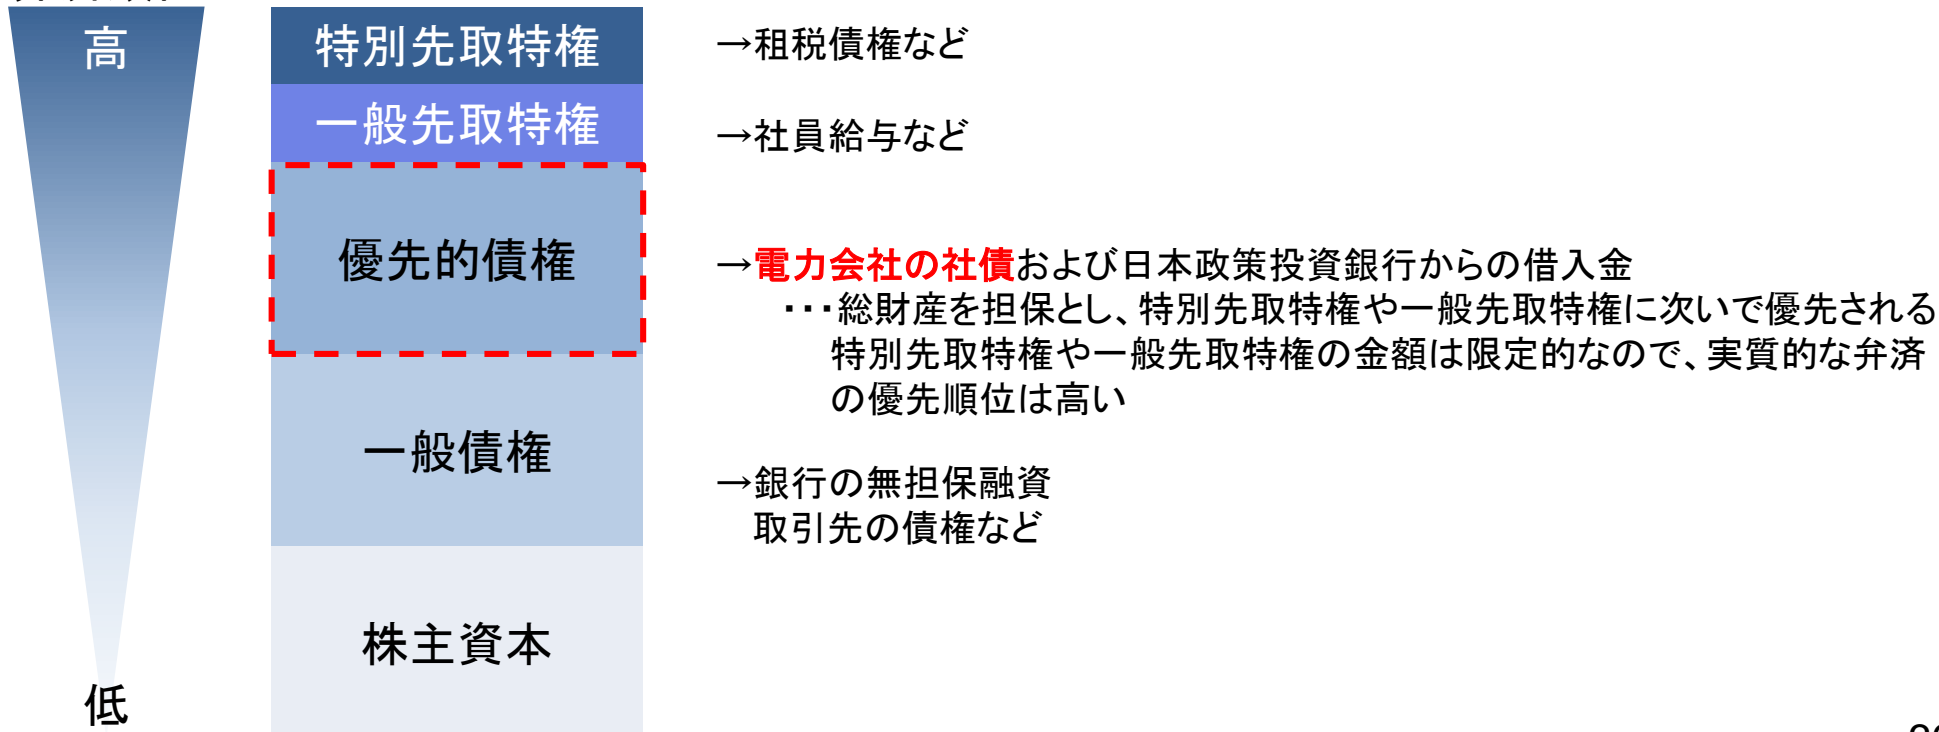 高
特別先取特権
→租税債権など
一般先取特権
→社員給与など
優先的債権
→電力会社の社債および日本政策投資銀行からの借入金
・・・総財産を担保とし、特別先取特権や一般先取特権に次いで優先される
特別先取特権や一般先取特権の金額は限定的なので、実質的な弁済
の優先順位は高い
一般債権
→銀行の無担保融資
取引先の債権など
株主資本
低